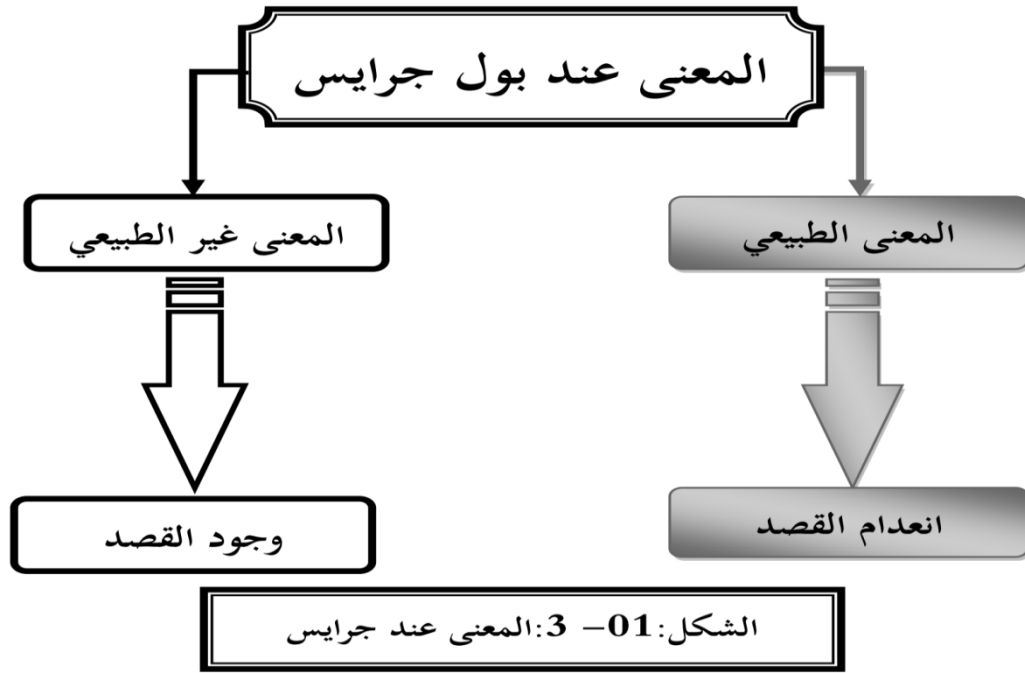 المعنى عند بول جرايس
المعنى الطبيعي
المعنى غير الطبيعي
انعدام القصد
وجود القصد
الشكل:01– 3:المعنى عند جرايس